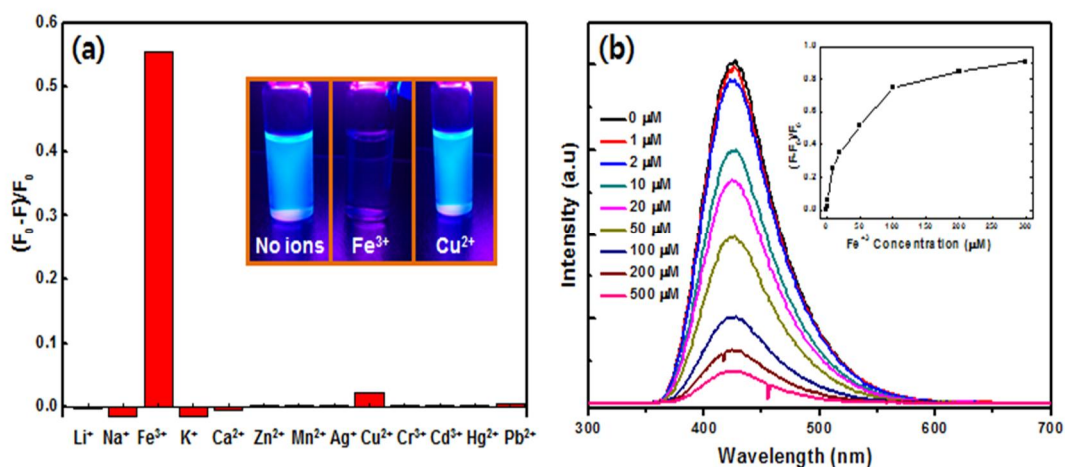 (a)
(F₀-F)/F₀
0.6
0.5
0.4
0.3
0.2
0.1
0.0
No ions Fe³⁺ Cu²⁺
Li⁺ Na⁺ Fe³⁺ K⁺ Ca²⁺ Zn²⁺ Mn²⁺ Ag⁺ Cu²⁺ Cr³⁺ Cd³⁺ Hg²⁺ Pb²⁺
(b)
Intensity (a.u)
0 µM
1 µM
2 µM
10 µM
20 µM
50 µM
100 µM
200 µM
500 µM
300 400 500 600 700
Wavelength (nm)
(F-F₀)/F₀
1.0
0.8
0.6
0.4
0.2
0.0
0 50 100 150 200 250 300
Fe⁺³ Concentration (µM)